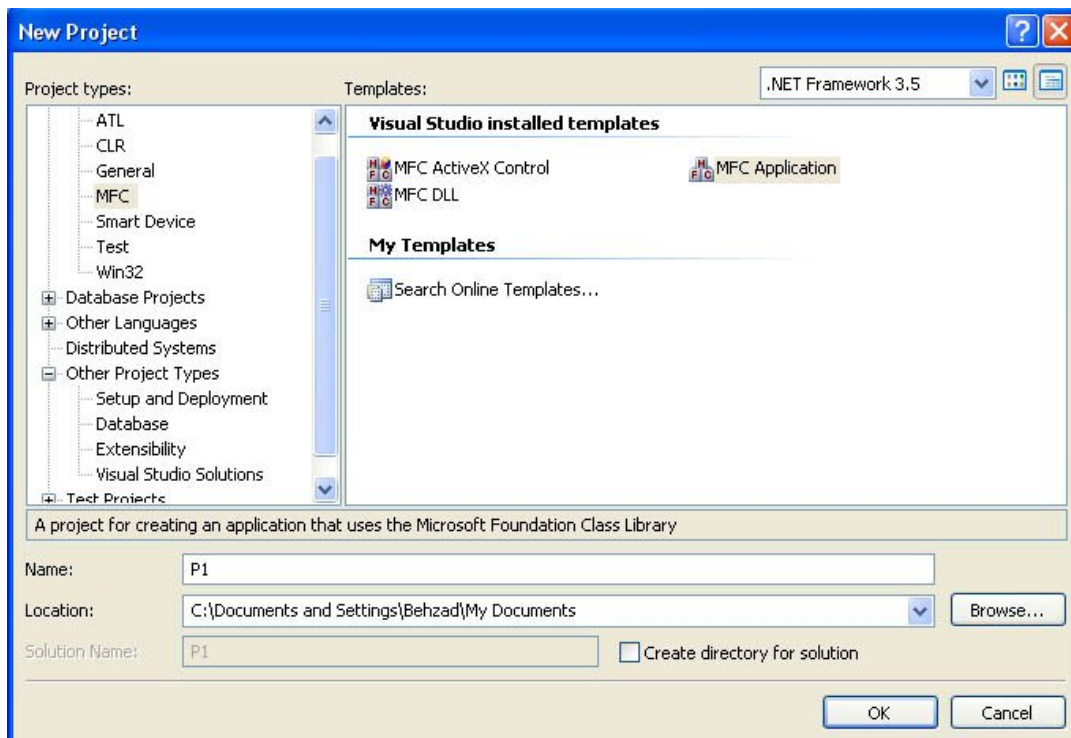 New Project
Project types:
Templates:
.NET Framework 3.5
ATL
CLR
General
MFC
Smart Device
Test
Win32
Database Projects
Other Languages
Distributed Systems
Other Project Types
Setup and Deployment
Database
Extensibility
Visual Studio Solutions
Test Projects
Visual Studio installed templates
MFC ActiveX Control
MFC Application
MFC DLL
My Templates
Search Online Templates...
A project for creating an application that uses the Microsoft Foundation Class Library
Name:
P1
Location:
C:\Documents and Settings\Behzad\My Documents
Browse...
Solution Name:
P1
Create directory for solution
OK
Cancel